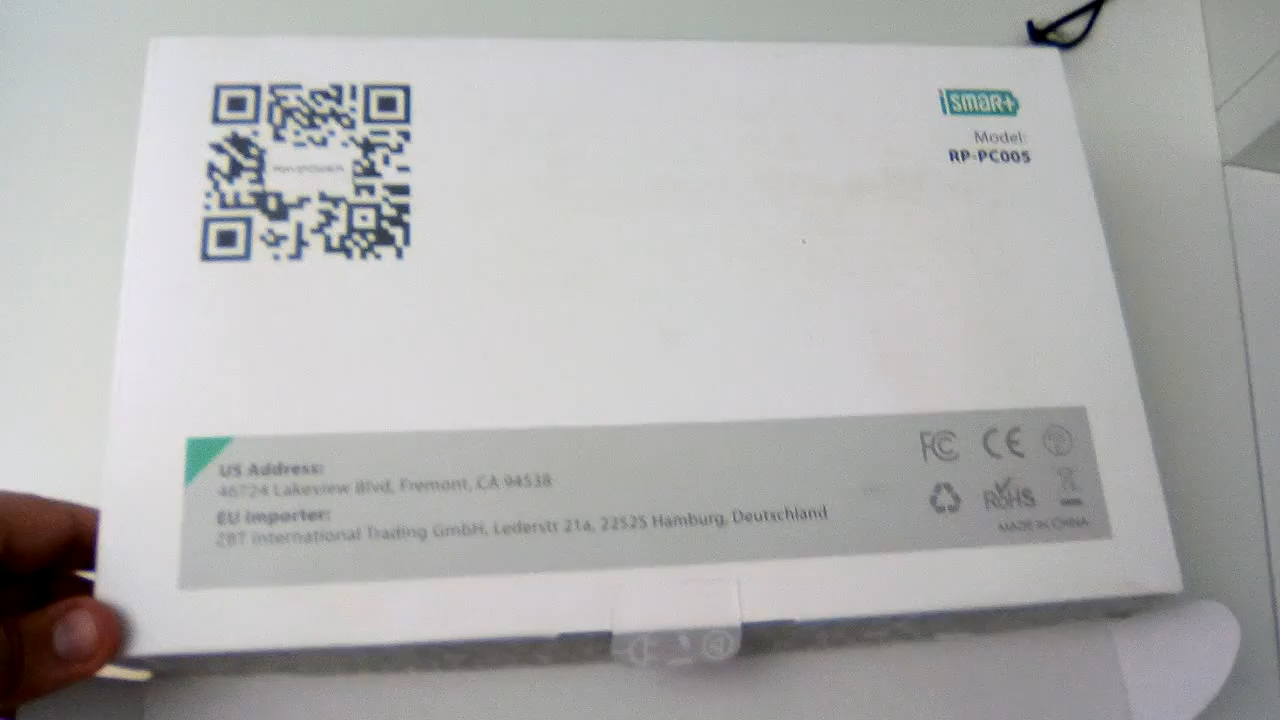 ismar+
Model:
RP-PC005
US Address:
46724 Lakeview Blvd, Fremont, CA 94538
EU Importer:
ZBT International Trading GmbH, Lederstr 21a, 22525 Hamburg, Deutschland
FC
CE
RoHS
MADE IN CHINA